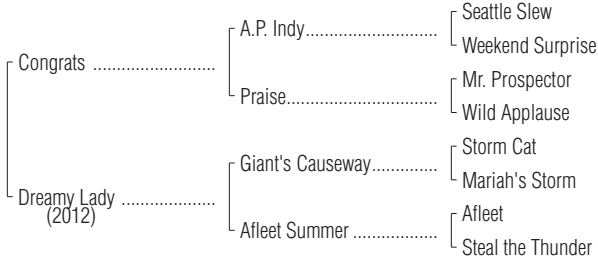 Seattle Slew
A.P. Indy..............................
Weekend Surprise
Congrats ..........................
Mr. Prospector
Praise..................................
Wild Applause
Storm Cat
Giant's Causeway..............
Mariah's Storm
Dreamy Lady ....................
(2012)
Afleet
Afleet Summer ..................
Steal the Thunder